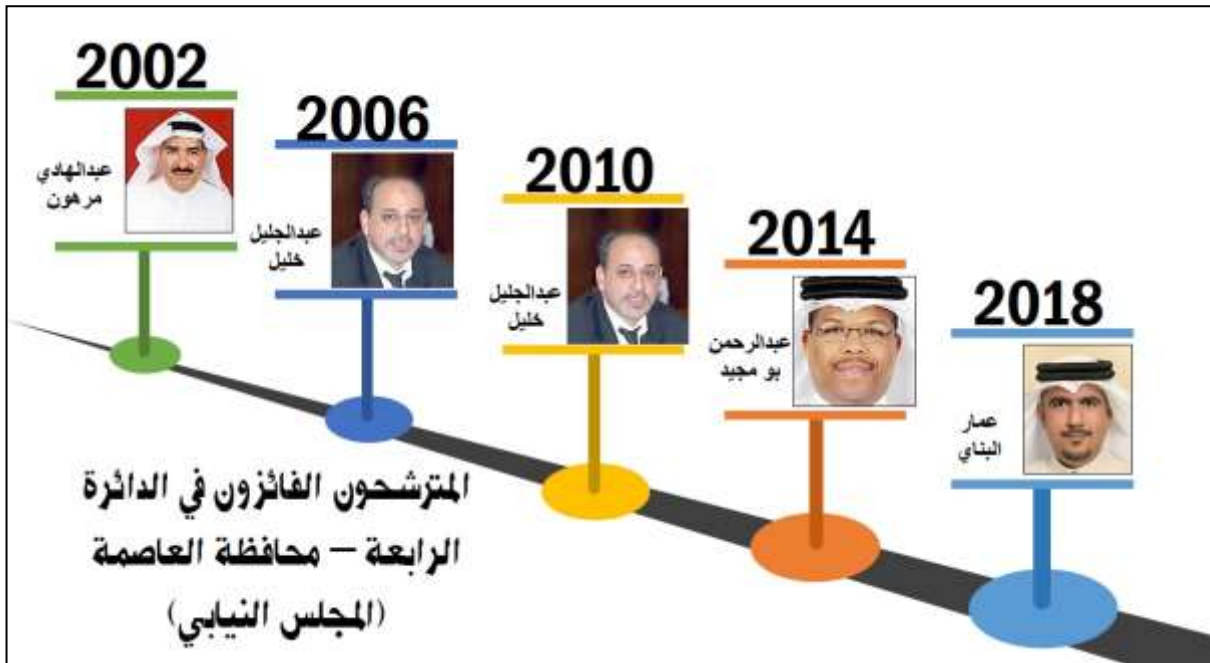 2002
عبدالهادي
مرهون
2006
عبدالجليل
خليل
2010
عبدالجليل
خليل
2014
عبدالرحمن
بو مجيد
2018
عمار
البناي
المترشحون الفائزون في الدائرة
الرابعة – محافظة العاصمة
(المجلس النيابي)